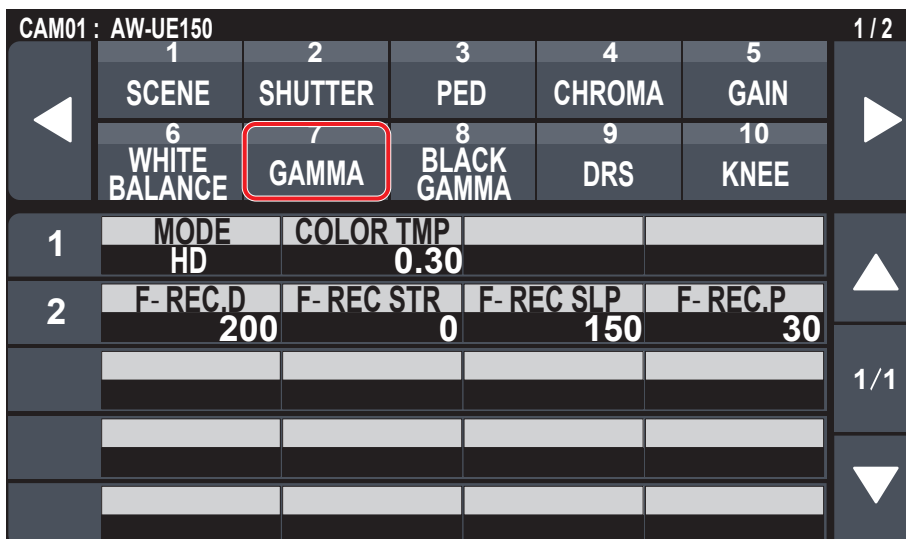 CAM01 : AW-UE150 1 / 2
1 2 3 4 5
SCENE SHUTTER PED CHROMA GAIN
6 7 8 9 10
WHITE BALANCE GAMMA BLACK GAMMA DRS KNEE
1 MODE COLOR TMP
HD 0.30
2 F- REC,D F- REC STR F- REC SLP F- REC,P
200 0 150 30
1/1